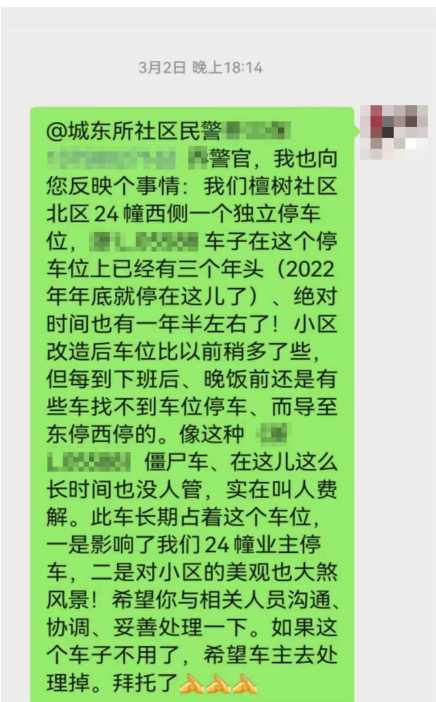 3月2日 晚上18:14
@城东所社区民警
警官，我也向
您反映个事情：我们檀树社区
北区24幢西侧一个独立停车
位，车子在这个停
车位上已经有三个年头（2022
年年底就停在这儿了）、绝对
时间也有一年半左右了！小区
改造后车位比以前稍多了些，
但每到下班后、晚饭前还是有
些车找不到车位停车、而导至
东停西停的。像这种
僵尸车、在这儿这么
长时间也没人管，实在叫人费
解。此车长期占着这个车位，
一是影响了我们24幢业主停
车，二是对小区的美观也大煞
风景！希望你与相关人员沟通、
协调、妥善处理一下。如果这
个车子不用了，希望车主去处
理掉。拜托了🙏🙏🙏